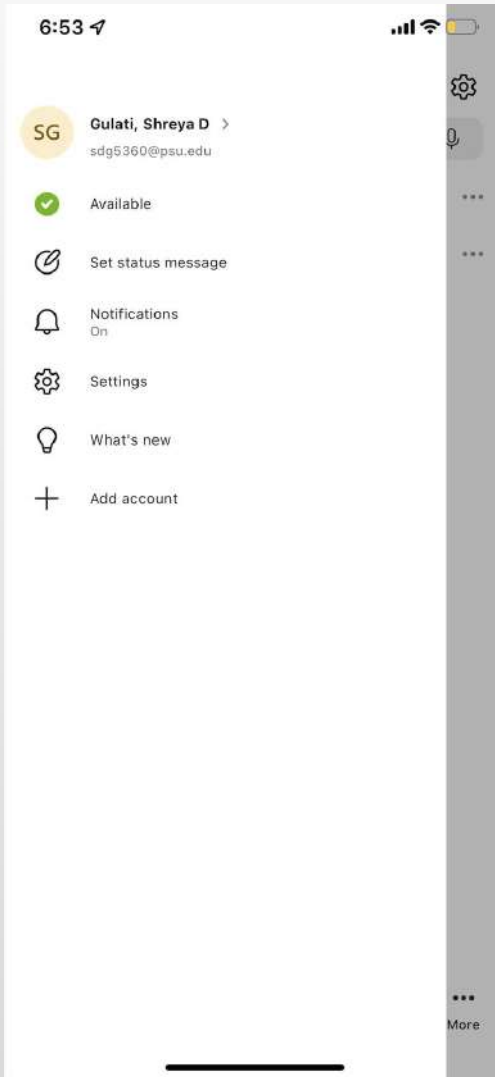 6:53
SG
Gulati, Shreya D
sdg5360@psu.edu
Available
Set status message
Notifications
On
Settings
What's new
Add account
More